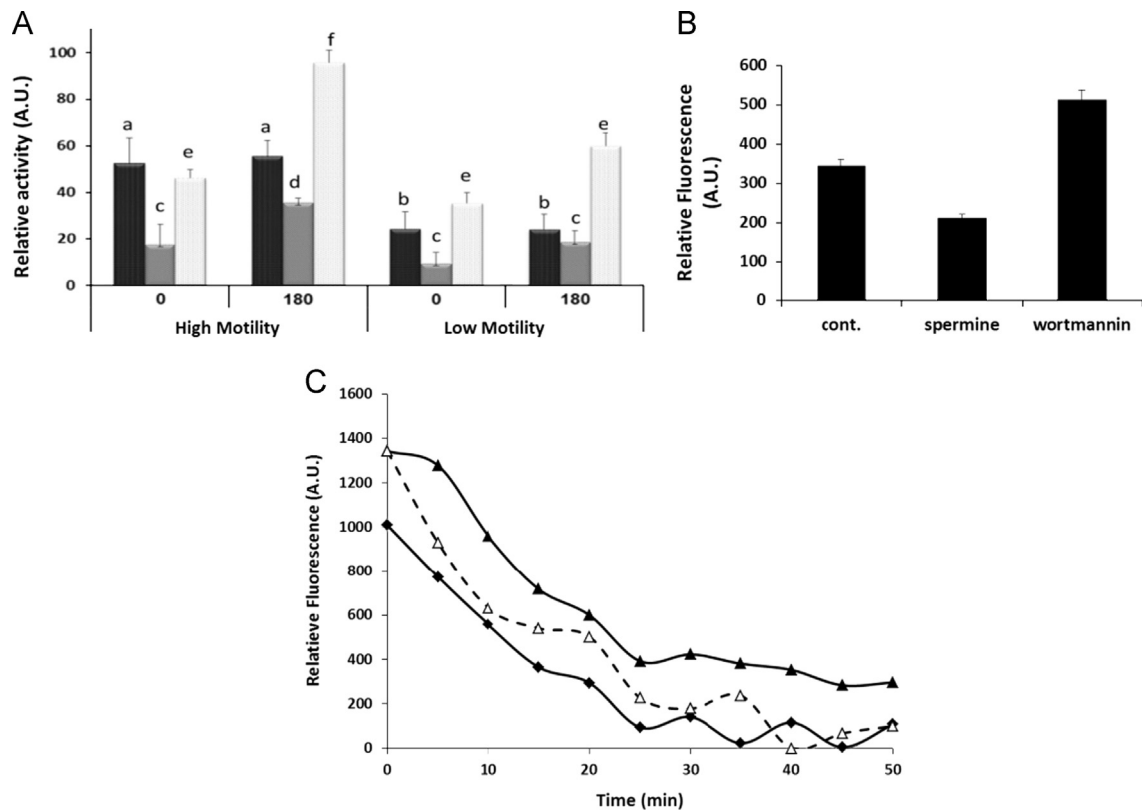 A
Relative activity (A.U.)
100
80
60
40
20
0
a
c
e
a
d
f
b
c
e
b
c
e
0
180
0
180
High Motility
Low Motility
B
Relative Fluorescence
(A.U.)
600
500
400
300
200
100
0
cont.
spermine
wortmannin
C
Relatieve Fluorescence (A.U.)
1600
1400
1200
1000
800
600
400
200
0
0
10
20
30
40
50
Time (min)